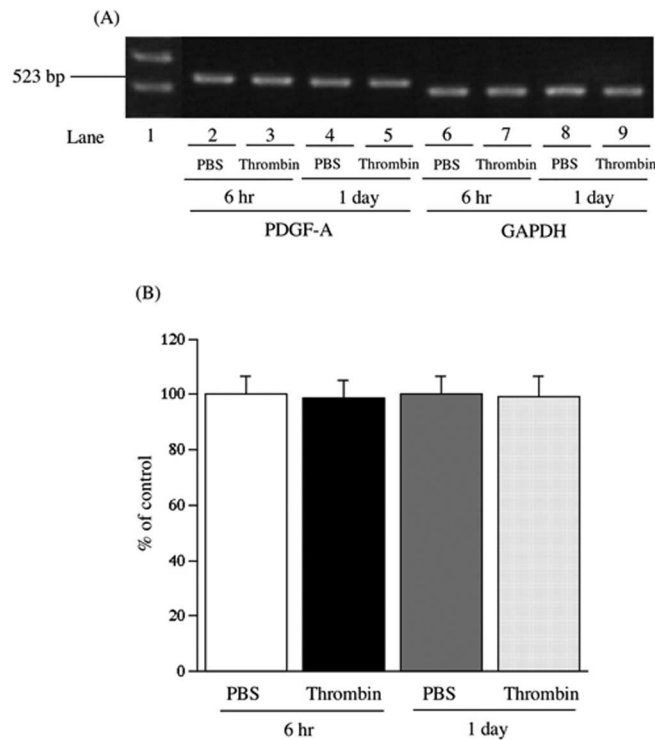 (A)
523 bp
Lane 1 2 3 4 5 6 7 8 9
PBS Thrombin PBS Thrombin PBS Thrombin PBS Thrombin
6 hr 1 day 6 hr 1 day
PDGF-A GAPDH
(B)
120
100
80
60
40
20
0
% of control
PBS Thrombin PBS Thrombin
6 hr 1 day